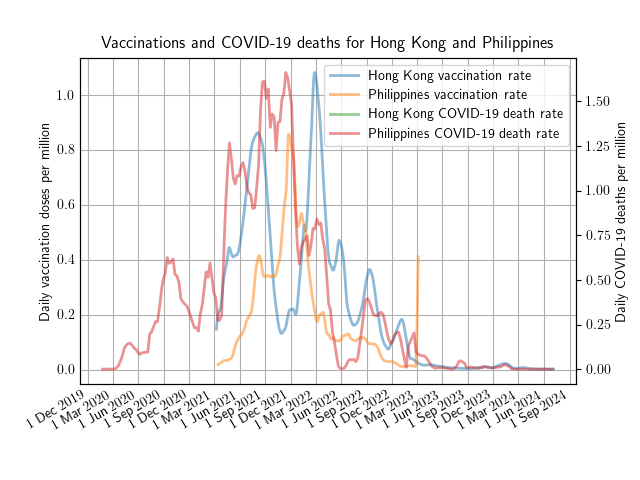 Vaccinations and COVID-19 deaths for Hong Kong and Philippines
Hong Kong vaccination rate
Philippines vaccination rate
Hong Kong COVID-19 death rate
Philippines COVID-19 death rate
Daily vaccination doses per million
1.0
0.8
0.6
0.4
0.2
0.0
Daily COVID-19 deaths per million
1.50
1.25
1.00
0.75
0.50
0.25
0.00
1 Dec 2019
1 Mar 2020
1 Jun 2020
1 Sep 2020
1 Dec 2020
1 Mar 2021
1 Jun 2021
1 Sep 2021
1 Dec 2021
1 Mar 2022
1 Jun 2022
1 Sep 2022
1 Dec 2022
1 Mar 2023
1 Jun 2023
1 Sep 2023
1 Dec 2023
1 Mar 2024
1 Jun 2024
1 Sep 2024